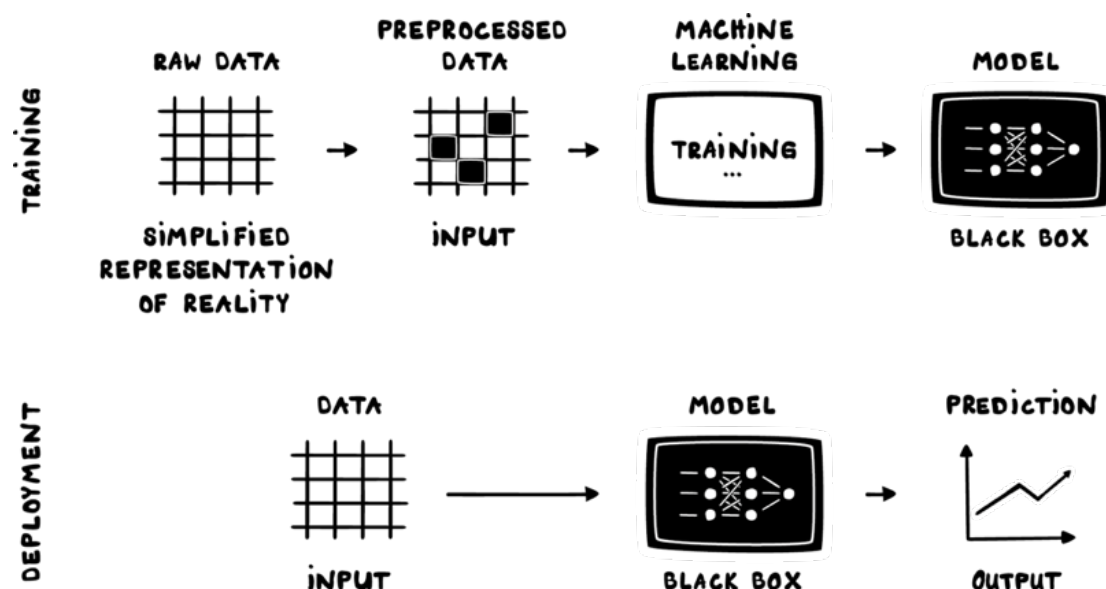 TRAINING
RAW DATA
SIMPLIFIED
REPRESENTATION
OF REALITY
PREPROCESSED
DATA
INPUT
MACHINE
LEARNING
TRAINING
...
MODEL
BLACK BOX
DEPLOYMENT
DATA
INPUT
MODEL
BLACK BOX
PREDICTION
OUTPUT